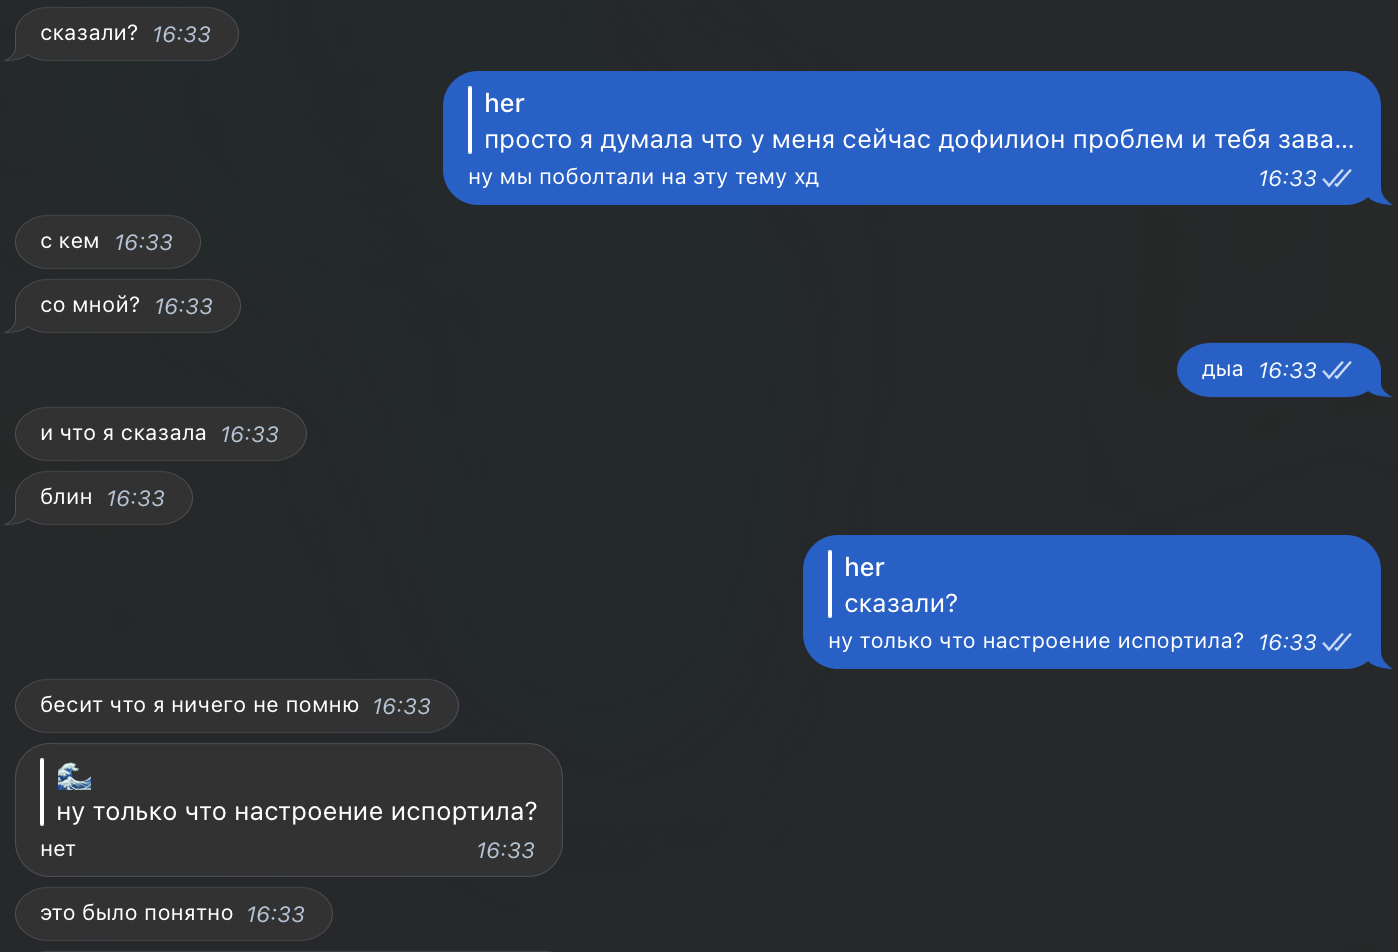 сказали? 16:33
her
просто я думала что у меня сейчас дофилион проблем и тебя зава...
ну мы поболтали на эту тему хд 16:33
с кем 16:33
со мной? 16:33
дыа 16:33
и что я сказала 16:33
блин 16:33
her
сказали?
ну только что настроение испортила? 16:33
бесит что я ничего не помню 16:33
🌊
ну только что настроение испортила?
нет 16:33
это было понятно 16:33